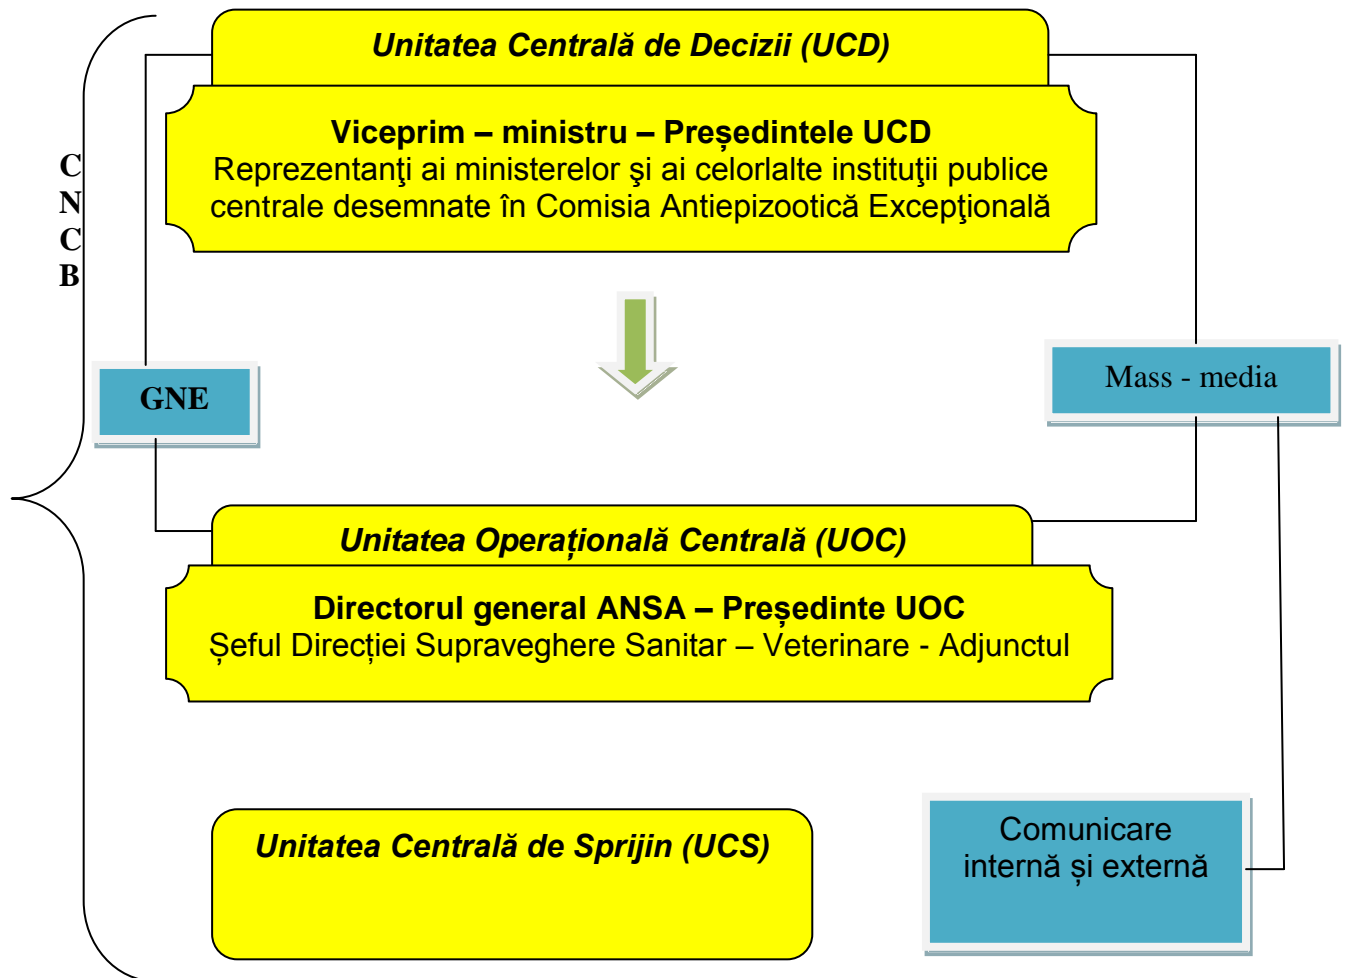 Unitatea Centrală de Decizii (UCD)
Viceprim – ministru – Președintele UCD
Reprezentanţi ai ministerelor şi ai celorlalte instituţii publice
centrale desemnate în Comisia Antiepizootică Excepţională
C
N
C
B
GNE
Mass - media
Unitatea Operațională Centrală (UOC)
Directorul general ANSA – Președinte UOC
Șeful Direcției Supraveghere Sanitar – Veterinare - Adjunctul
Unitatea Centrală de Sprijin (UCS)
Comunicare
internă și externă